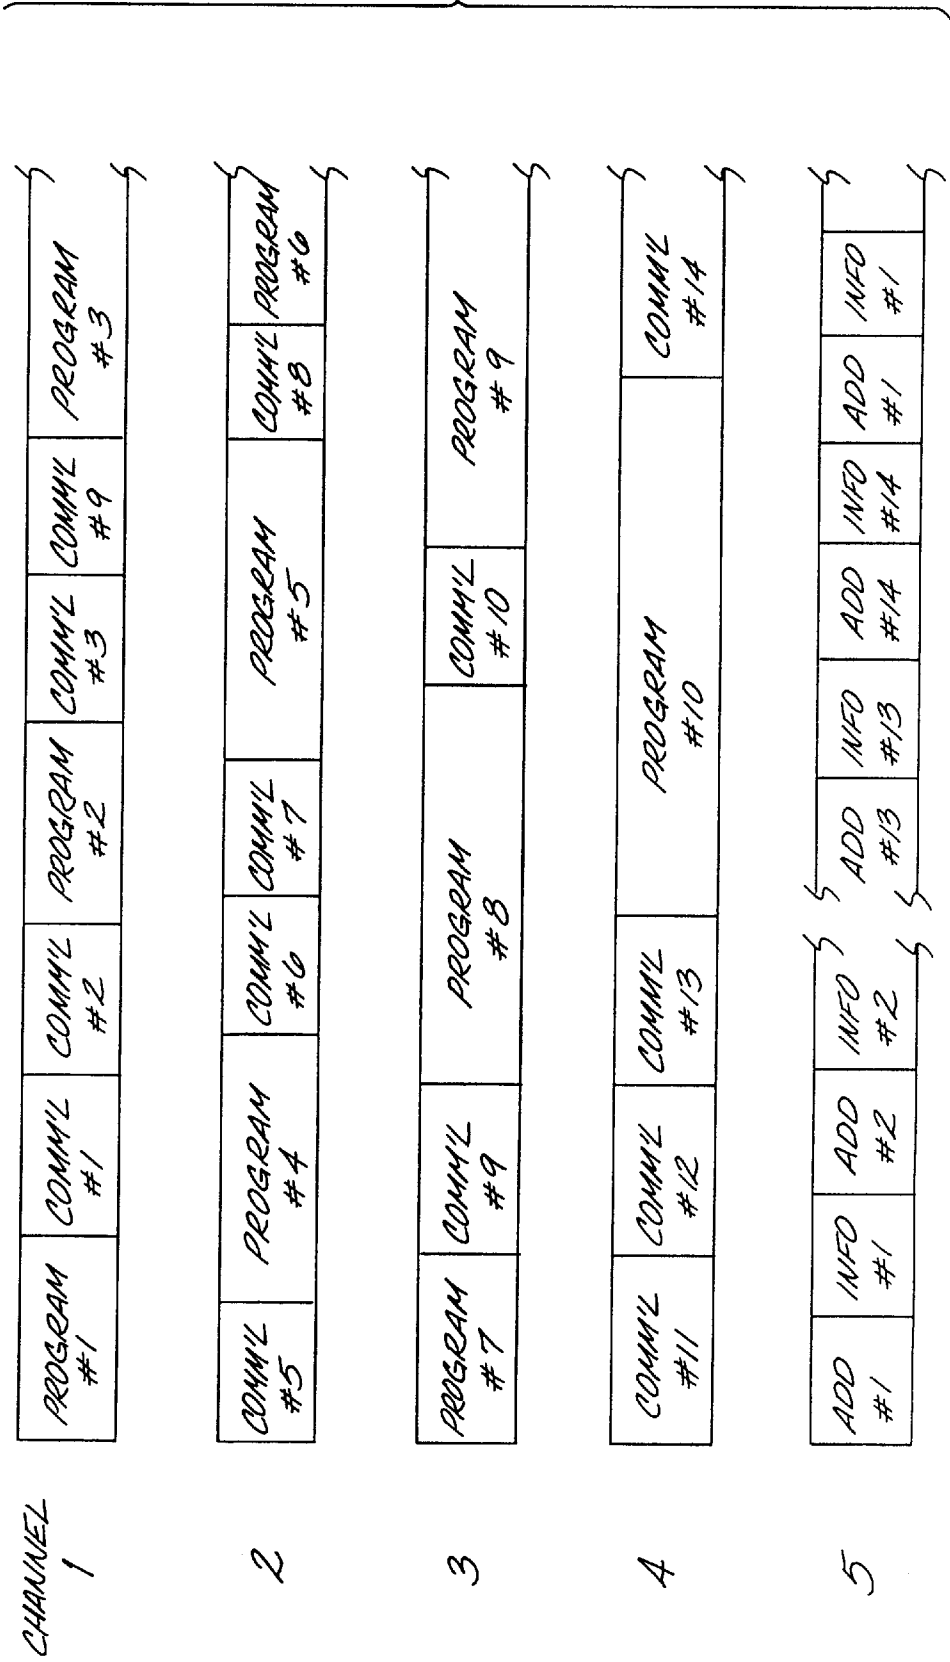 CHANNEL
1
PROGRAM
#1
COMM'L
#1
COMM'L
#2
PROGRAM
#2
COMM'L
#3
COMM'L
#9
PROGRAM
#3
2
COMM'L
#5
PROGRAM
#4
COMM'L
#6
COMM'L
#7
PROGRAM
#5
COMM'L
#8
PROGRAM
#6
3
PROGRAM
#7
COMM'L
#9
PROGRAM
#8
COMM'L
#10
PROGRAM
#9
4
COMM'L
#11
COMM'L
#12
COMM'L
#13
PROGRAM
#10
COMM'L
#14
5
ADD
#1
INFO
#1
ADD
#2
INFO
#2
ADD
#13
INFO
#13
ADD
#14
INFO
#14
ADD
#1
INFO
#1